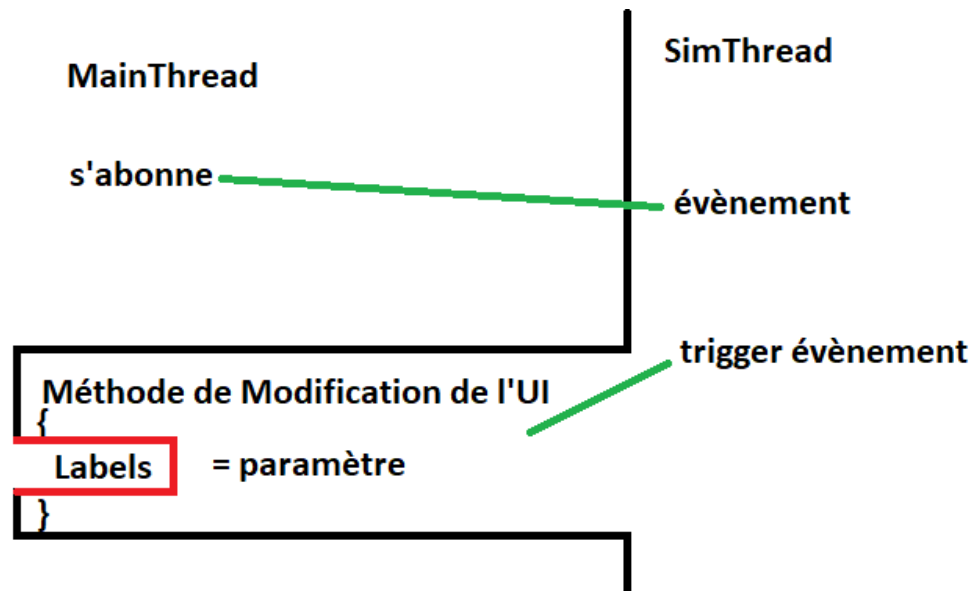 MainThread
SimThread
s'abonne
évènement
trigger évènement
Méthode de Modification de l'UI
{
Labels = paramètre
}